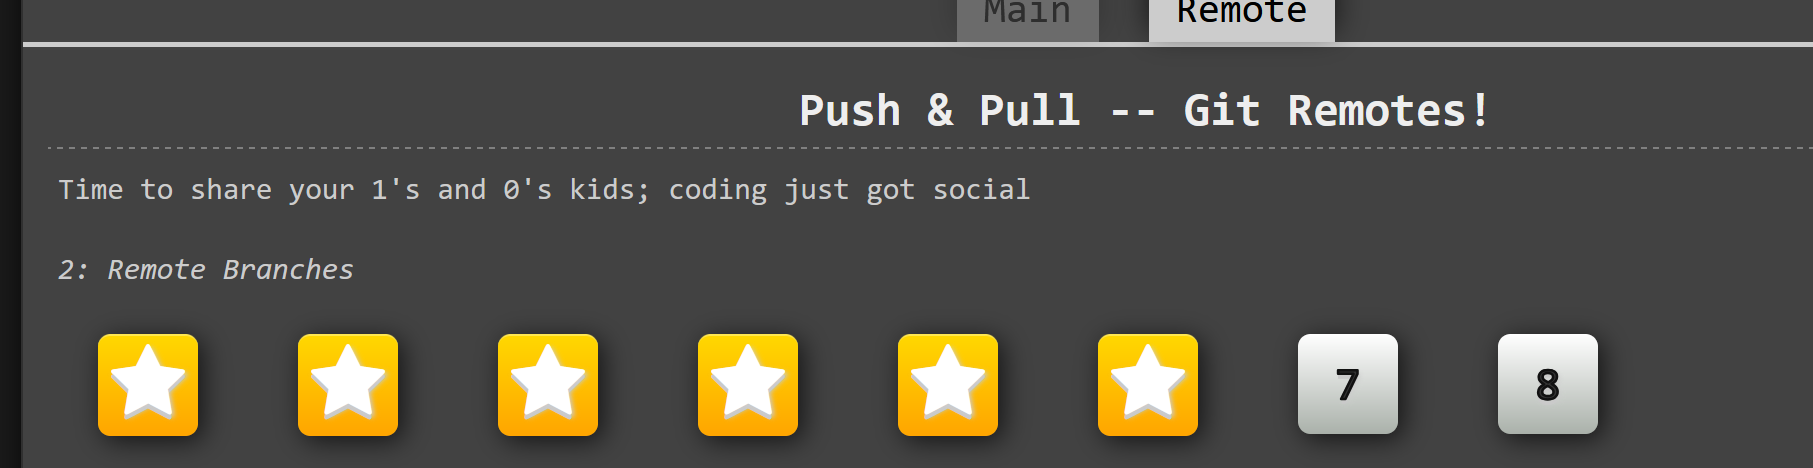 Main Remote
Push & Pull -- Git Remotes!
Time to share your 1's and 0's kids; coding just got social
2: Remote Branches
7 8